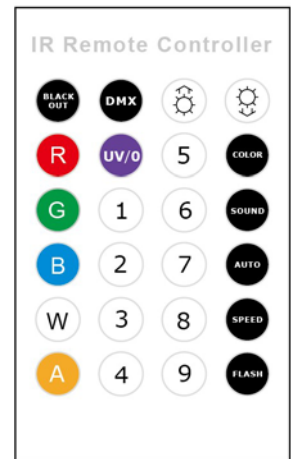 IR Remote Controller
BLACK
OUT
DMX
R
UV/0
5
COLOR
G
1
6
SOUND
B
2
7
AUTO
W
3
8
SPEED
A
4
9
FLASH